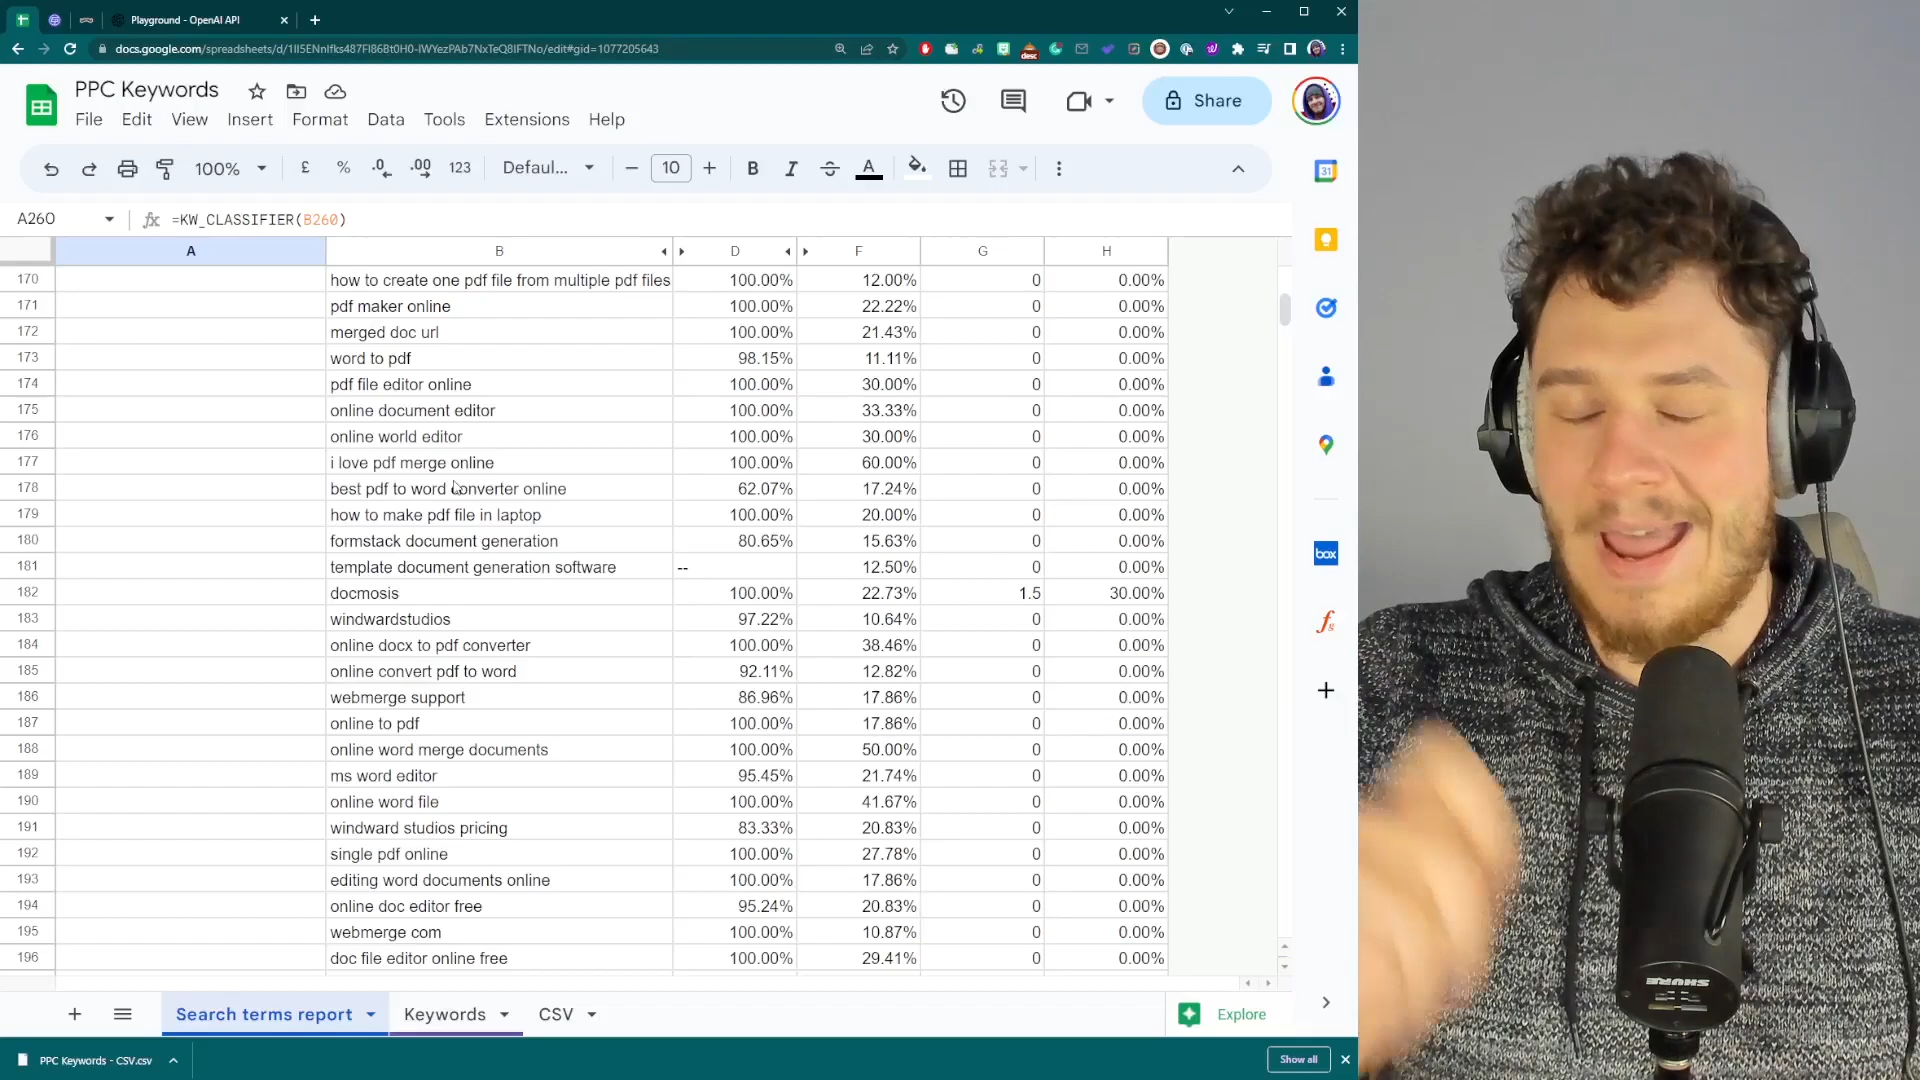 Playground - OpenAI API
docs.google.com/spreadsheets/d/1II5ENnIfks487FI86Bt0H0-IWYezPAb7NxTeQ8IFTNo/edit#gid=1077205643
PPC Keywords
Share
File Edit View Insert Format Data Tools Extensions Help
100% £ % .0 .00 123 Defaul... 10 B I A
A260 fx =KW_CLASSIFIER(B260)
A B D F G H
170 how to create one pdf file from multiple pdf files 100.00% 12.00% 0 0.00%
171 pdf maker online 100.00% 22.22% 0 0.00%
172 merged doc url 100.00% 21.43% 0 0.00%
173 word to pdf 98.15% 11.11% 0 0.00%
174 pdf file editor online 100.00% 30.00% 0 0.00%
175 online document editor 100.00% 33.33% 0 0.00%
176 online world editor 100.00% 30.00% 0 0.00%
177 i love pdf merge online 100.00% 60.00% 0 0.00%
178 best pdf to word converter online 62.07% 17.24% 0 0.00%
179 how to make pdf file in laptop 100.00% 20.00% 0 0.00%
180 formstack document generation 80.65% 15.63% 0 0.00%
181 template document generation software -- 12.50% 0 0.00%
182 docmosis 100.00% 22.73% 1.5 30.00%
183 windwardstudios 97.22% 10.64% 0 0.00%
184 online docx to pdf converter 100.00% 38.46% 0 0.00%
185 online convert pdf to word 92.11% 12.82% 0 0.00%
186 webmerge support 86.96% 17.86% 0 0.00%
187 online to pdf 100.00% 17.86% 0 0.00%
188 online word merge documents 100.00% 50.00% 0 0.00%
189 ms word editor 95.45% 21.74% 0 0.00%
190 online word file 100.00% 41.67% 0 0.00%
191 windward studios pricing 83.33% 20.83% 0 0.00%
192 single pdf online 100.00% 27.78% 0 0.00%
193 editing word documents online 100.00% 17.86% 0 0.00%
194 online doc editor free 95.24% 20.83% 0 0.00%
195 webmerge com 100.00% 10.87% 0 0.00%
196 doc file editor online free 100.00% 29.41% 0 0.00%
31
box
SHURE
Search terms report Keywords CSV Explore
PPC Keywords - CSV.csv Show all